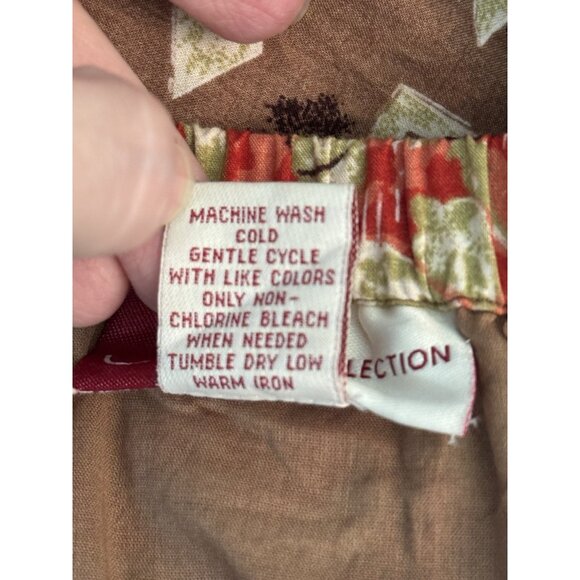 MACHINE WASH
COLD
GENTLE CYCLE
WITH LIKE COLORS
ONLY NON-
CHLORINE BLEACH
WHEN NEEDED
TUMBLE DRY LOW
WARM IRON
LECTION